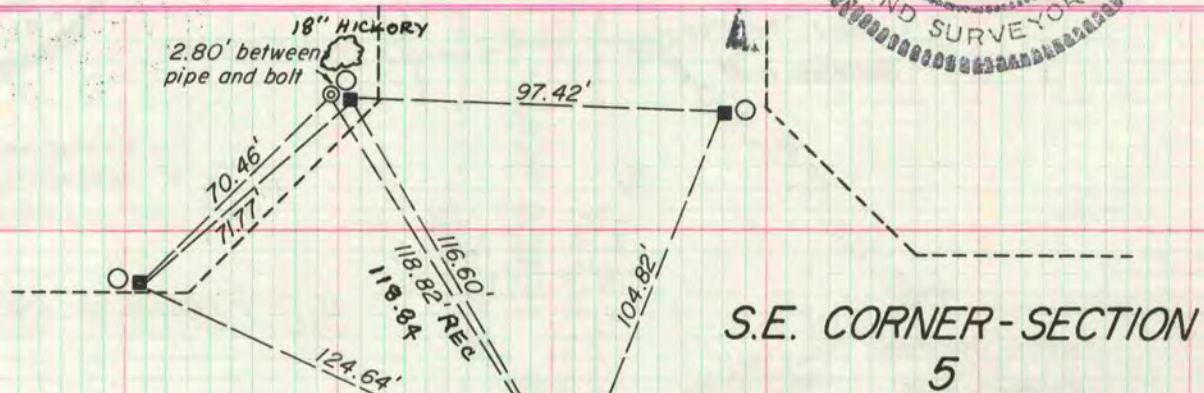 ND SURVEYOR
18" HICKORY
2.80' between
pipe and bolt
97.42'
70.46'
71.77'
116.60'
118.82' REC
118.84
104.82'
124.64'
S.E. CORNER - SECTION
5